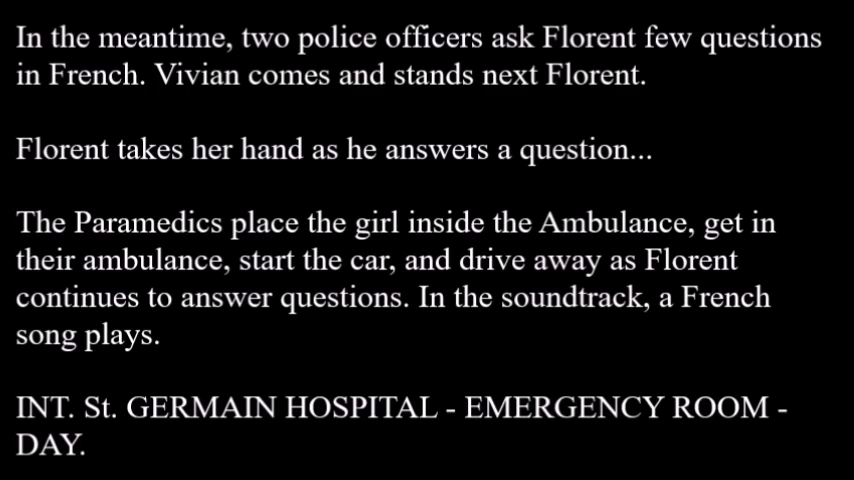 In the meantime, two police officers ask Florent few questions
in French. Vivian comes and stands next Florent.
Florent takes her hand as he answers a question...
The Paramedics place the girl inside the Ambulance, get in
their ambulance, start the car, and drive away as Florent
continues to answer questions. In the soundtrack, a French
song plays.
INT. St. GERMAIN HOSPITAL - EMERGENCY ROOM -
DAY.